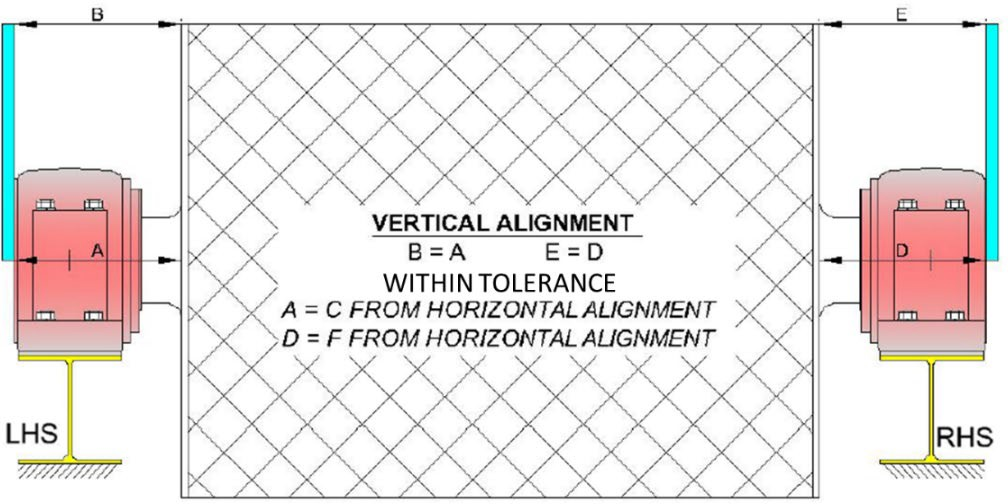 B E
VERTICAL ALIGNMENT
A B = A E = D D
WITHIN TOLERANCE
A = C FROM HORIZONTAL ALIGNMENT
D = F FROM HORIZONTAL ALIGNMENT
LHS RHS